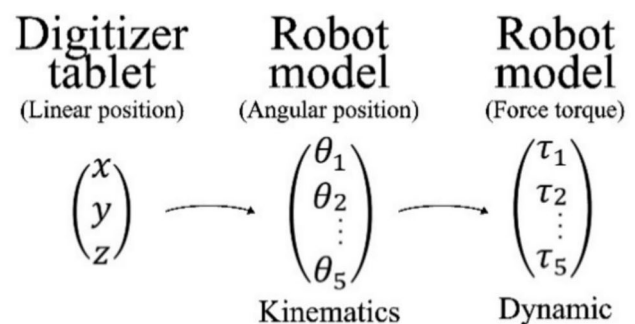 Digitizer tablet
(Linear position)
x
y
z
Robot model
(Angular position)
θ1
θ2
⋮
θ5
Kinematics
Robot model
(Force torque)
τ1
τ2
⋮
τ5
Dynamic